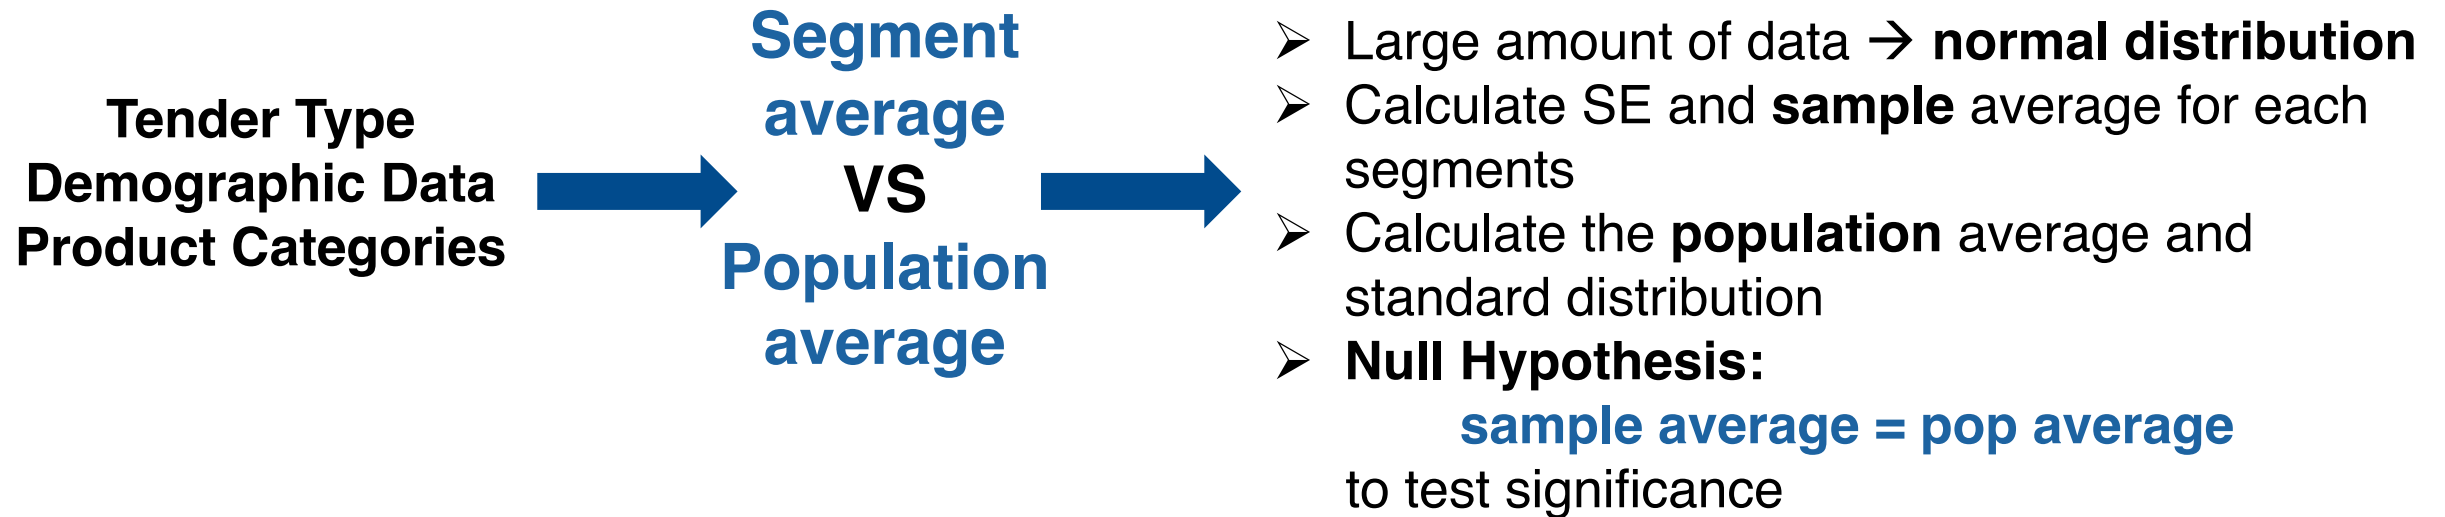 Tender Type
Demographic Data
Product Categories
Segment
average
VS
Population
average
➢ Large amount of data → normal distribution
➢ Calculate SE and sample average for each
segments
➢ Calculate the population average and
standard distribution
➢ Null Hypothesis:
sample average = pop average
to test significance